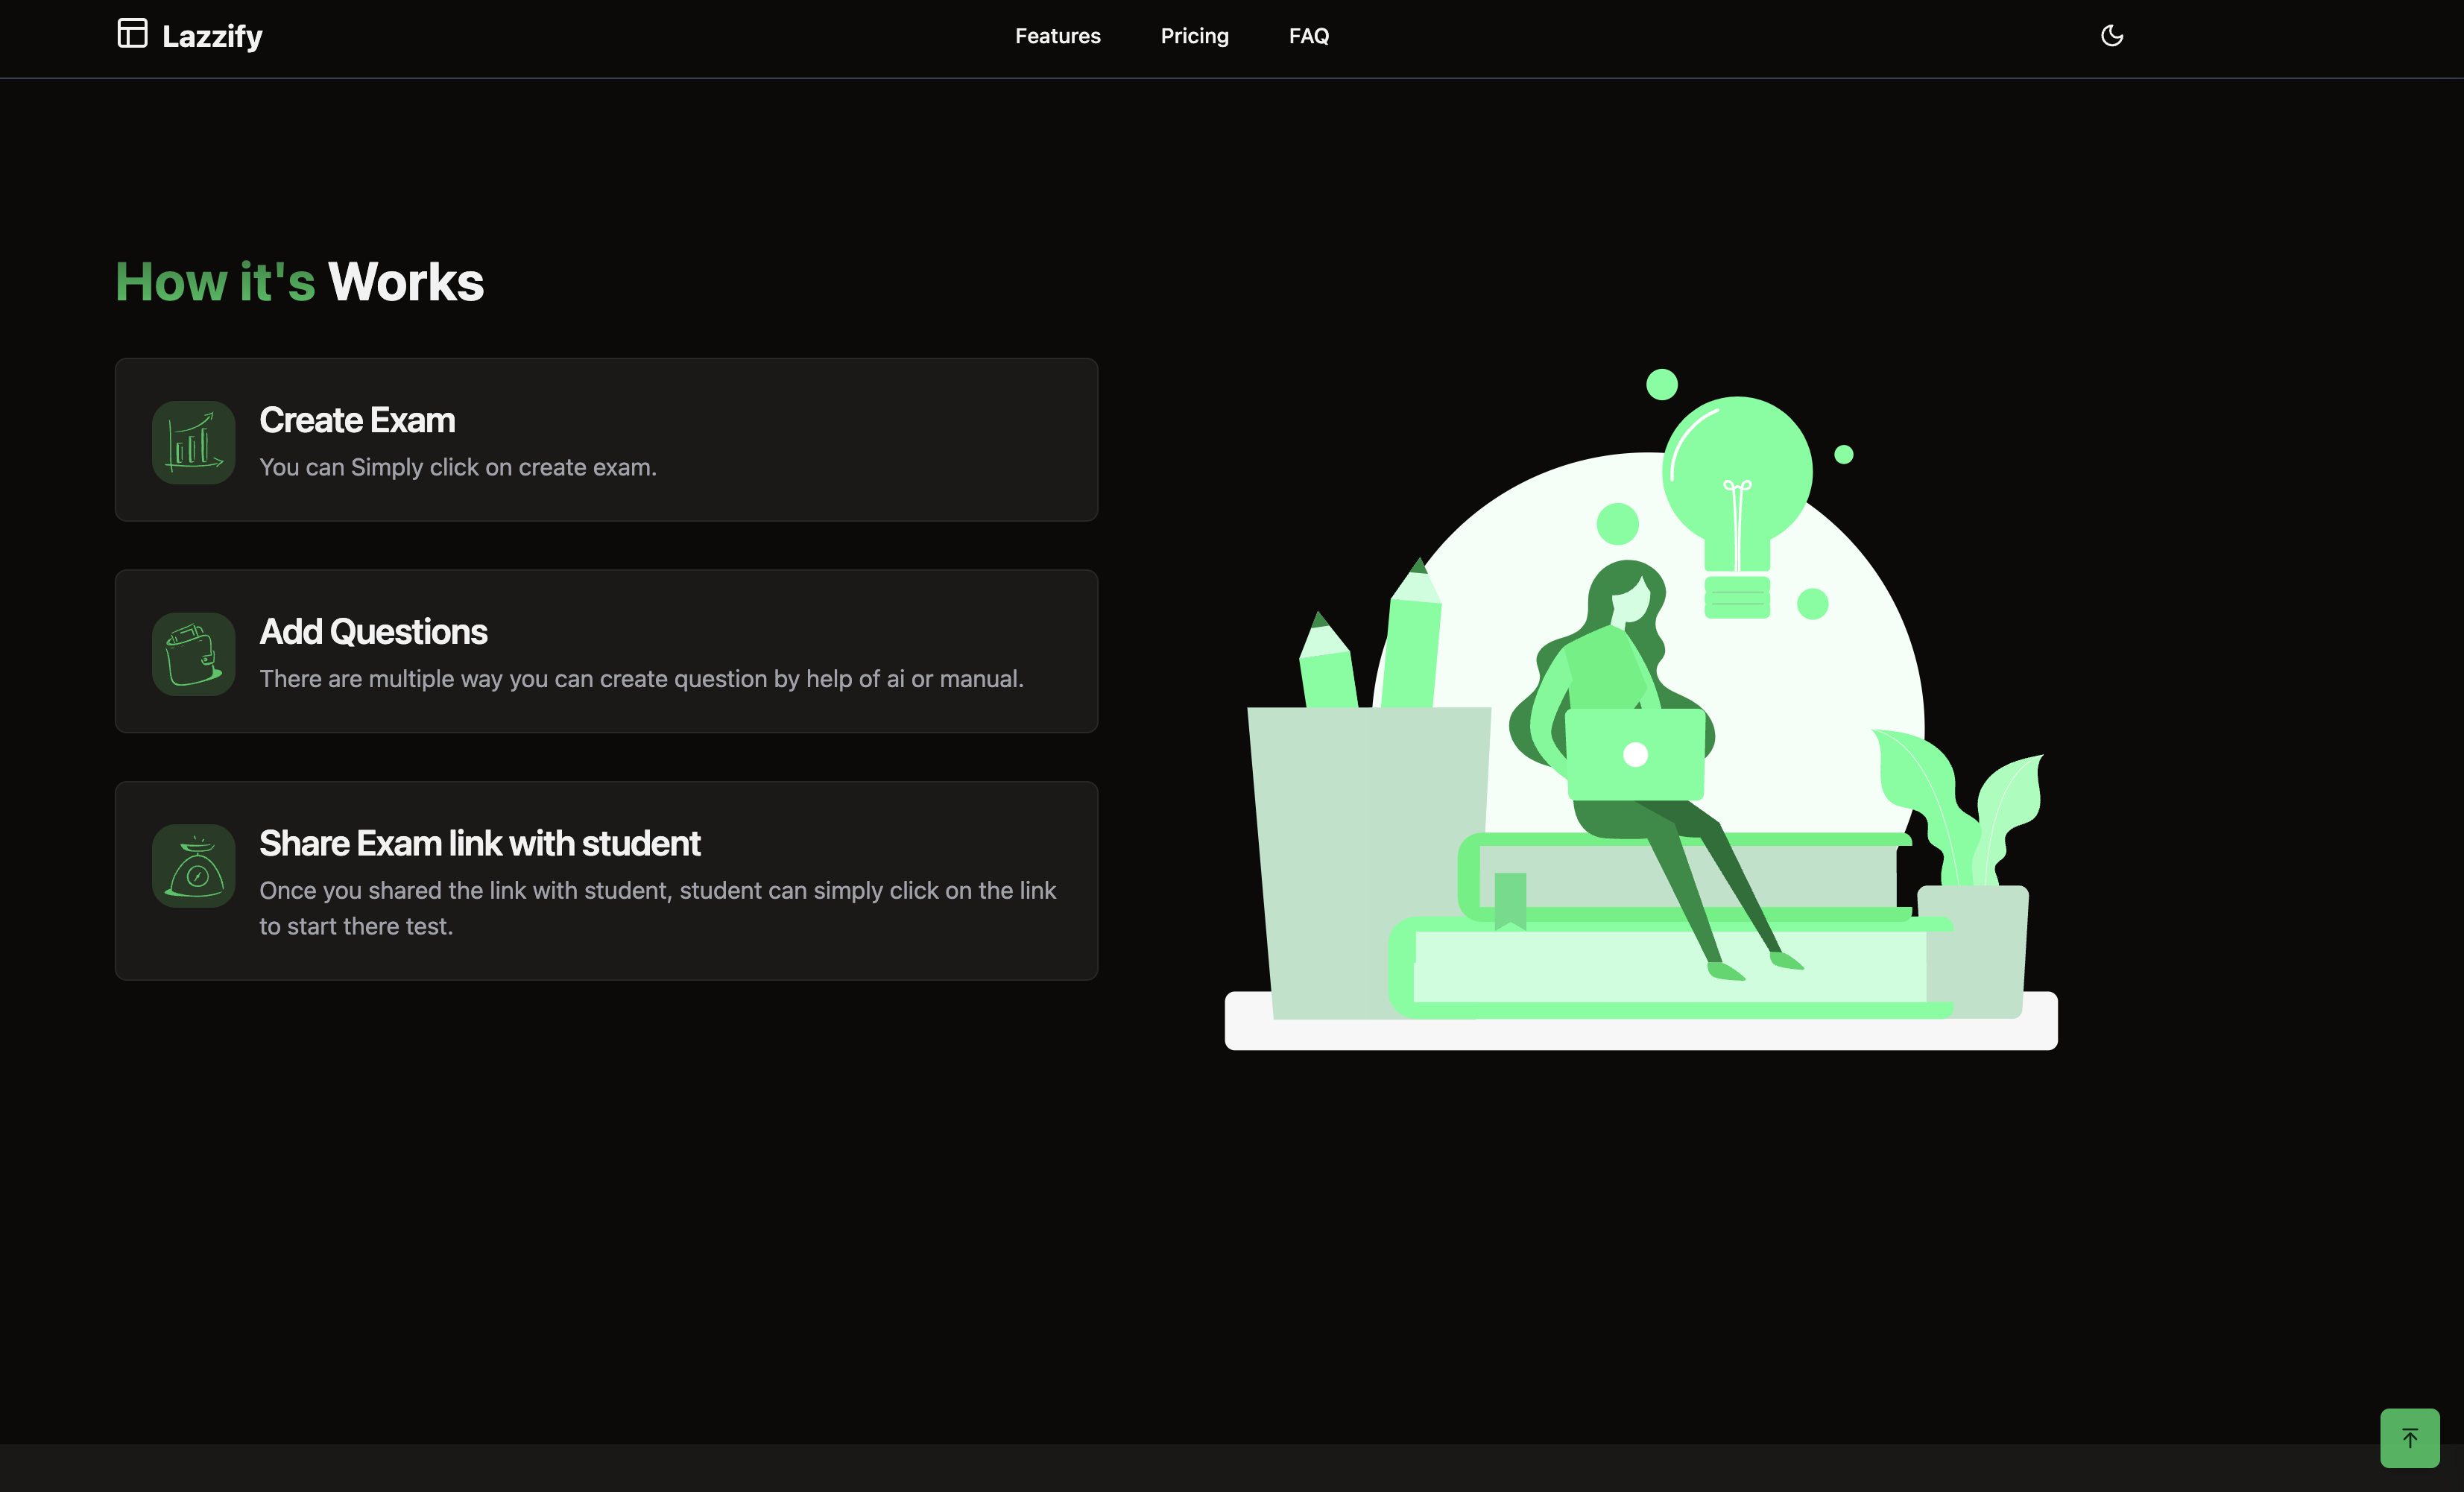 Lazzify
Features
Pricing
FAQ
How it's Works
Create Exam
You can Simply click on create exam.
Add Questions
There are multiple way you can create question by help of ai or manual.
Share Exam link with student
Once you shared the link with student, student can simply click on the link
to start there test.